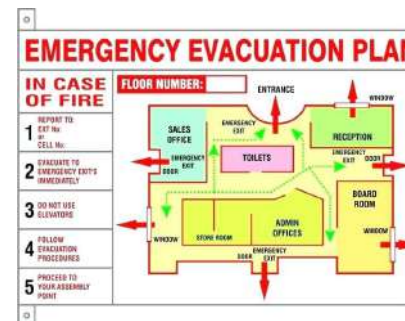 EMERGENCY EVACUATION PLA
IN CASE
OF FIRE
FLOOR NUMBER:
1 REPORT TO:
EXT No:
or
CELL No:
2 EVACUATE TO
EMERGENCY EXIT'S
IMMEDIATELY
3 DO NOT USE
ELEVATORS
4 FOLLOW
EVACUATION
PROCEDURES
5 PROCEED TO
YOUR ASSEMBLY
POINT
ENTRANCE
WINDOW
SALES
OFFICE
EMERGENCY
EXIT
RECEPTION
TOILETS
EMERGENCY
EXIT
DOOR
EMERGENCY
EXIT
DOOR
BOARD
ROOM
STORE ROOM
ADMIN
OFFICES
WINDOW
WINDOW
EMERGENCY
EXIT
DOOR